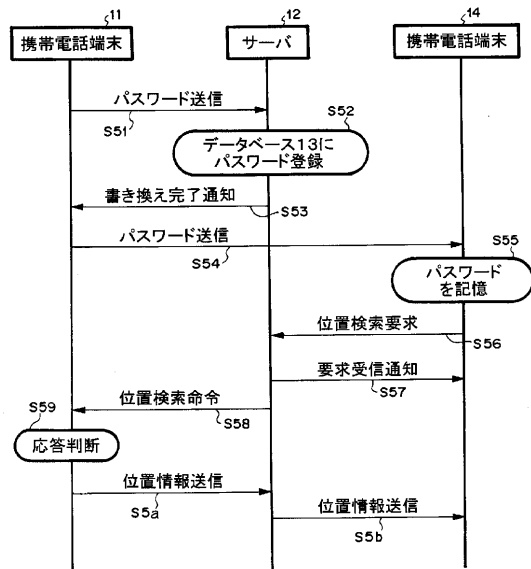 11
12
14
携帯電話端末
サーバ
携帯電話端末
パスワード送信
S51
S52
データベース13に
パスワード登録
書き換え完了通知
S53
パスワード送信
S54
S55
パスワード
を記憶
位置検索要求
S56
要求受信通知
S57
位置検索命令
S58
S59
応答判断
位置情報送信
S5a
位置情報送信
S5b